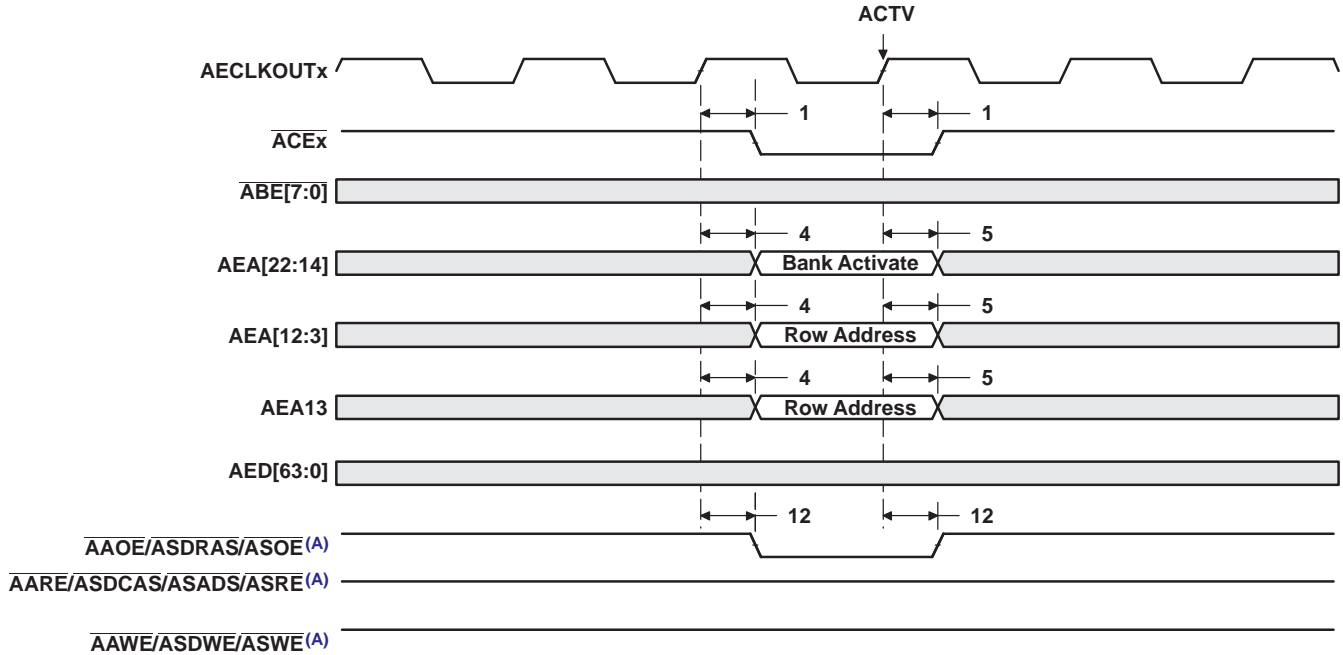 ACTV
AECLKOUTx
1 1
ACEx
ABE[7:0]
4 5
AEA[22:14] Bank Activate
4 5
AEA[12:3] Row Address
4 5
AEA13 Row Address
AED[63:0]
12 12
AAOE/ASDRAS/ASOE(A)
AARE/ASDCAS/ASADS/ASRE(A)
AAWE/ASDWE/ASWE(A)